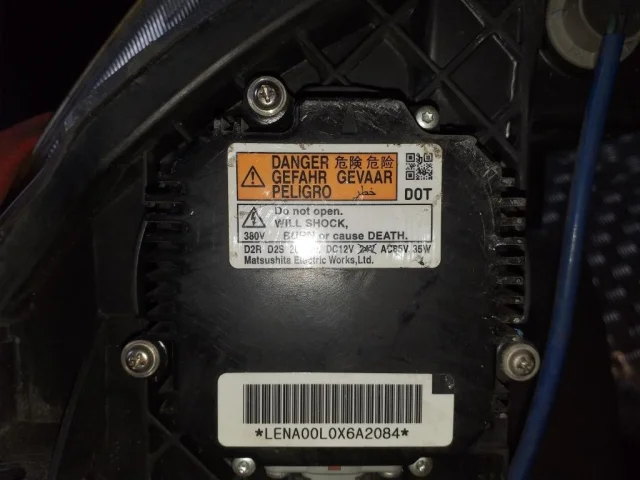 DANGER 危険 危险
GEFAHR GEVAAR
PELIGRO خطر
DOT
Do not open.
WILL SHOCK,
380V BURN or cause DEATH.
D2R D2S DC12V AC85V 35W
Matsushita Electric Works,Ltd.
*LENA00L0X6A2084*